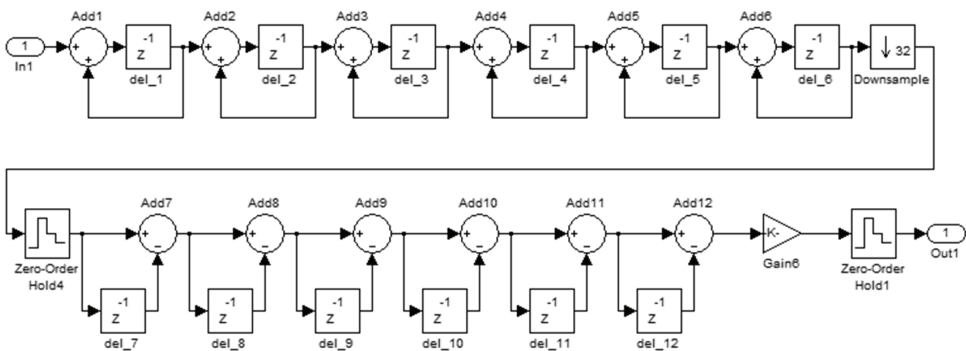 Add1 Add2 Add3 Add4 Add5 Add6
1 + + -1 Z + + -1 Z + + -1 Z + + -1 Z + + -1 Z + + -1 Z ↓ 32
In1 del_1 del_2 del_3 del_4 del_5 del_6 Downsample
Add7 Add8 Add9 Add10 Add11 Add12
+ − + − + − + − + − + − K- 1
Zero-Order Hold4 Gain6 Zero-Order Hold1 Out1
-1 Z -1 Z -1 Z -1 Z -1 Z -1 Z
del_7 del_8 del_9 del_10 del_11 del_12